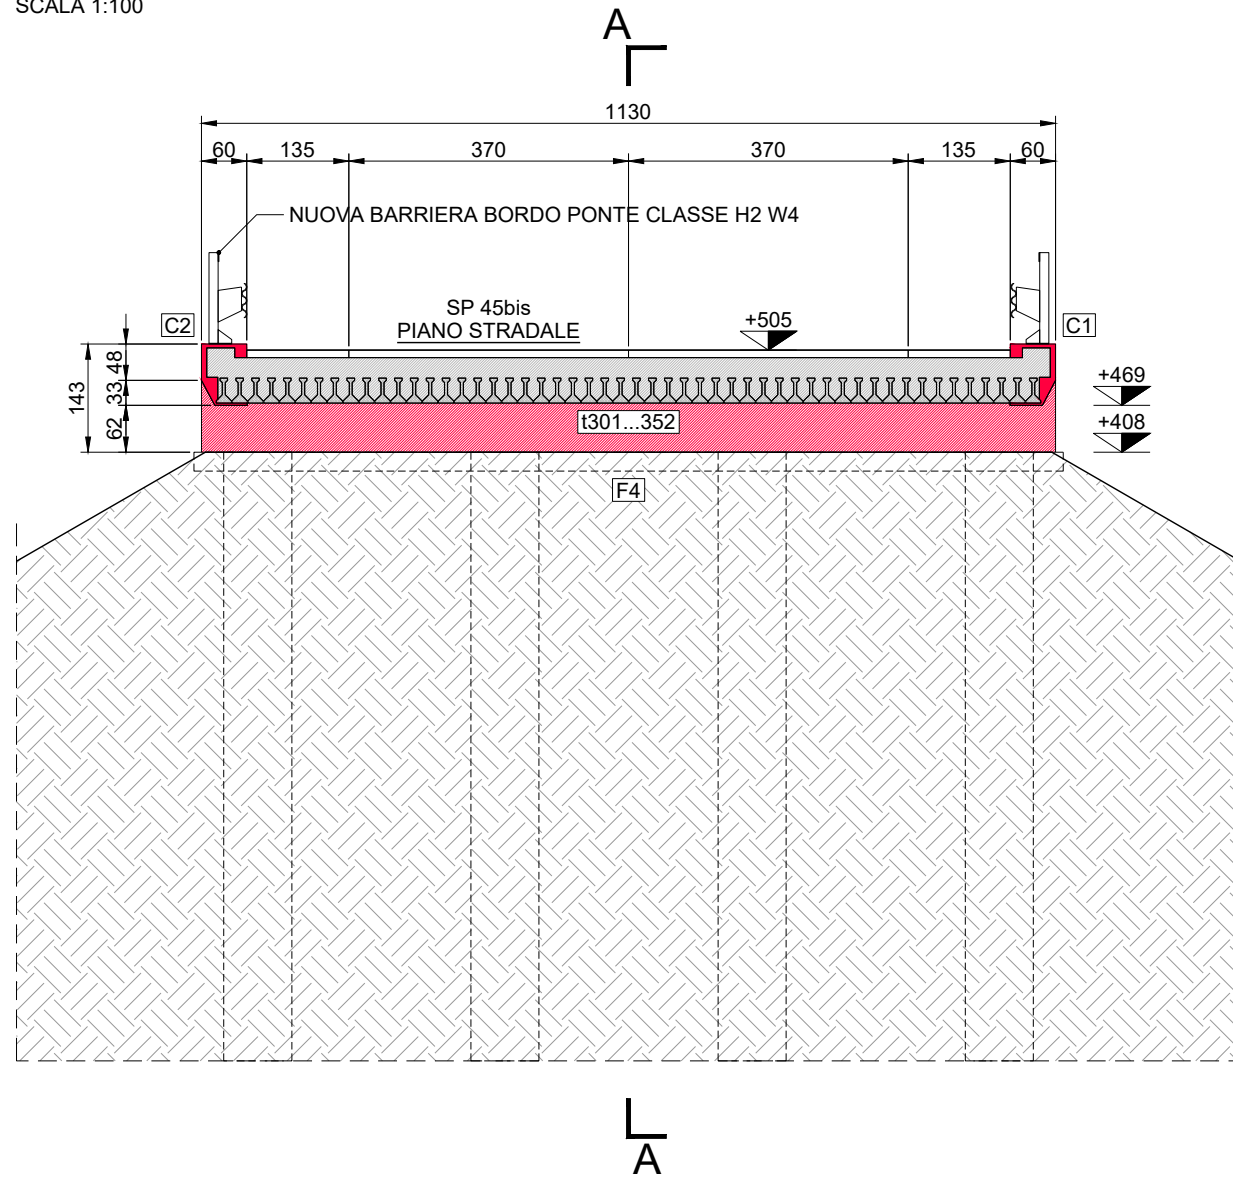 SCALA 1:100
A
1130
60 135 370 370 135 60
NUOVA BARRIERA BORDO PONTE CLASSE H2 W4
SP 45bis
PIANO STRADALE
+505
C2
C1
143
48
33
62
+469
+408
t301...352
F4
A